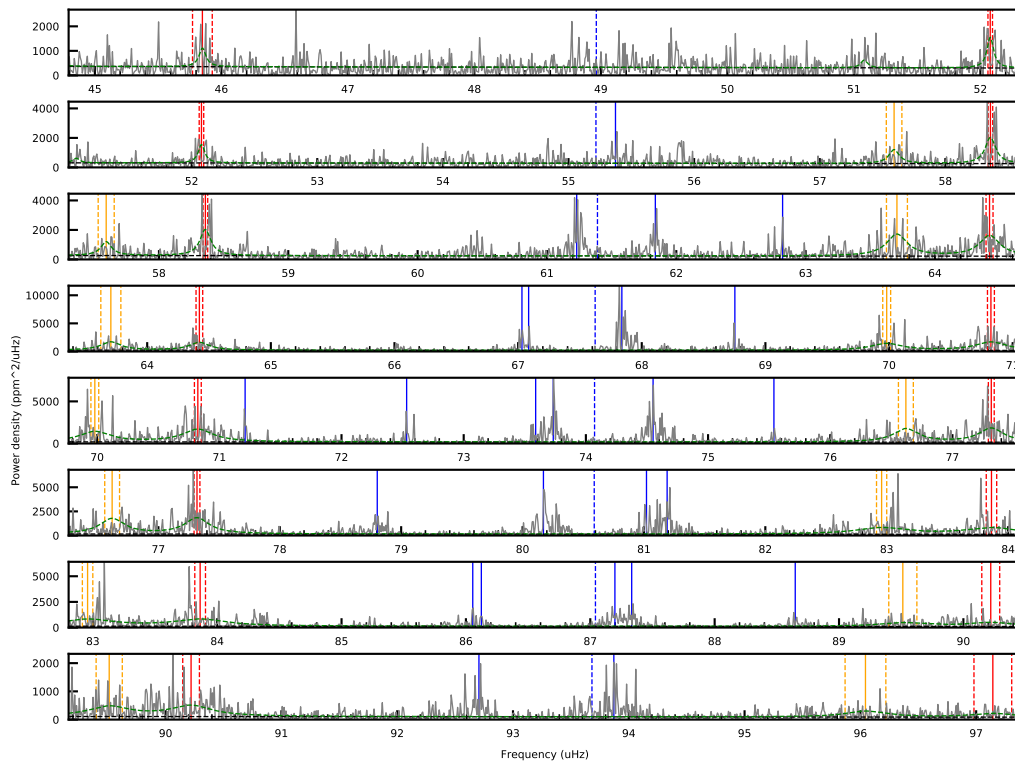 2000
1000
0
45 46 47 48 49 50 51 52
4000
2000
0
52 53 54 55 56 57 58
4000
2000
0
58 59 60 61 62 63 64
10000
5000
0
64 65 66 67 68 69 70 71
5000
0
70 71 72 73 74 75 76 77
5000
2500
0
77 78 79 80 81 82 83 84
5000
2500
0
83 84 85 86 87 88 89 90
2000
1000
0
90 91 92 93 94 95 96 97
Power density (ppm^2/uHz)
Frequency (uHz)